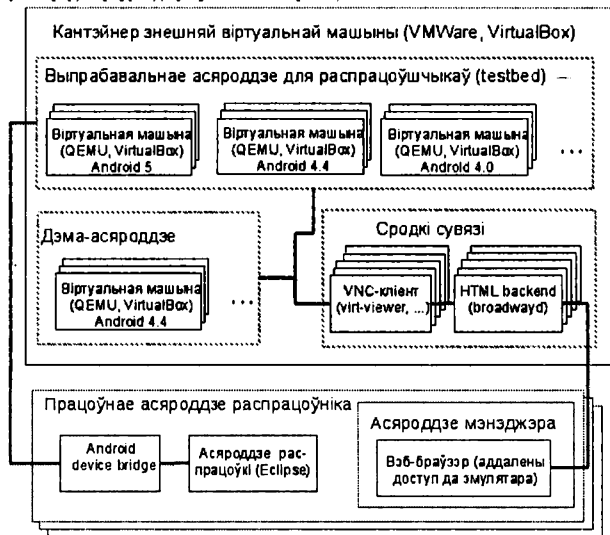 Кантэйнер знешняй віртуальнай машыны (VMWare, VirtualBox)
Выпрабавальнае асяроддзе для распрацоўшчыкаў (testbed)
Віртуальная машына
(QEMU, VirtualBox)
Android 5
Віртуальная машына
(QEMU, VirtualBox)
Android 4.4
Віртуальная машына
(QEMU, VirtualBox)
Android 4.0
...
Дэма-асяроддзе
Віртуальная машына
(QEMU, VirtualBox)
Android 4.4
...
Сродкі сувязі
VNC-кліент
(virt-viewer, ...)
HTML backend
(broadwayd)
Працоўнае асяроддзе распрацоўніка
Android
device bridge
Асяроддзе рас-
працоўкі (Eclipse)
Асяроддзе мэнэджэра
Вэб-браўзэр (аддалены
доступ да эмулятара)